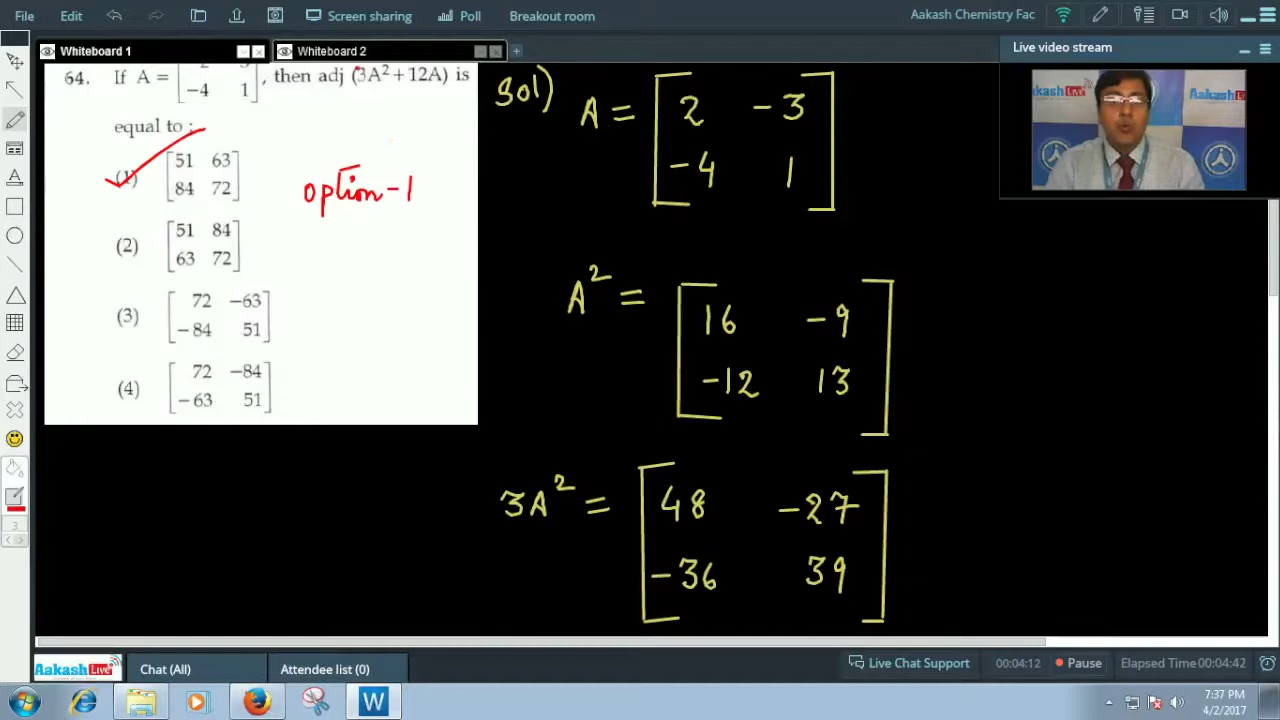 File Edit Screen sharing Poll Breakout room Aakash Chemistry Fac
Whiteboard 1 Whiteboard 2 Live video stream
64. If A = [ -4 1 ], then adj (3A²+12A) is
equal to :
(1) [ 51 63
84 72 ]
option-1
(2) [ 51 84
63 72 ]
(3) [ 72 −63
−84 51 ]
(4) [ 72 −84
−63 51 ]
Sol) A = [ 2 -3
-4 1 ]
A² = [ 16 -9
-12 13 ]
3A² = [ 48 -27
-36 39 ]
3
Aakash Live Chat (All) Attendee list (0) Live Chat Support 00:04:12 Pause Elapsed Time 00:04:42
7:37 PM
4/2/2017